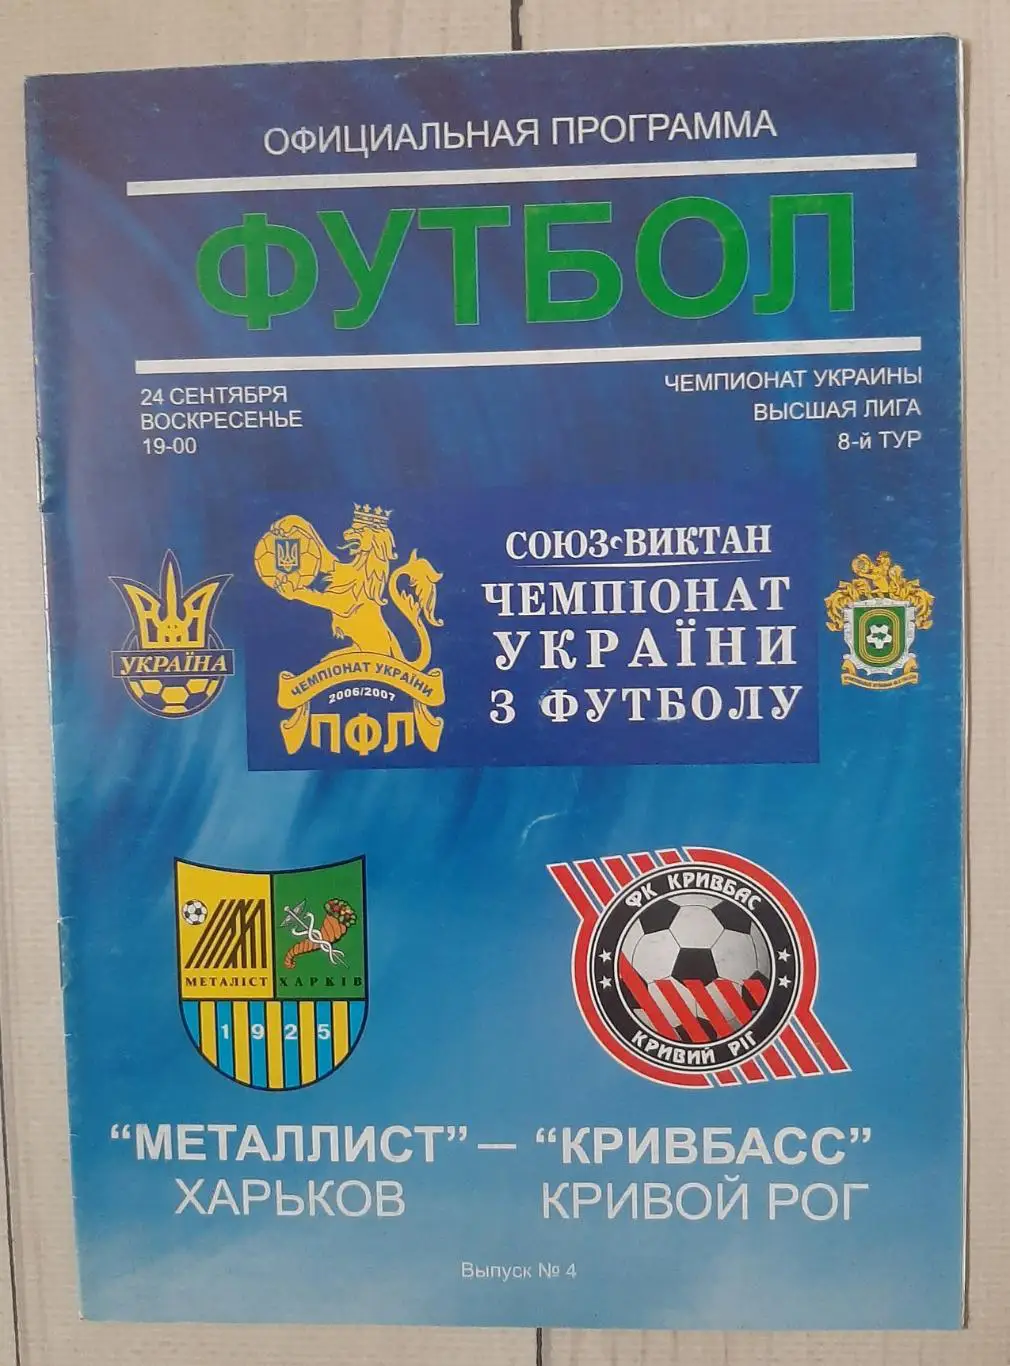 ОФИЦИАЛЬНАЯ ПРОГРАММА
ФУТБОЛ
24 СЕНТЯБРЯ
ВОСКРЕСЕНЬЕ
19-00
ЧЕМПИОНАТ УКРАИНЫ
ВЫСШАЯ ЛИГА
8-й ТУР
УКРАЇНА
ЧЕМПІОНАТ УКРАЇНИ
2006/2007
ПФЛ
СОЮЗ-ВИКТАН
ЧЕМПІОНАТ
УКРАЇНИ
З ФУТБОЛУ
МЕТАЛІСТ ХАРКІВ
1925
ФК КРИВБАС
КРИВИЙ РІГ
“МЕТАЛЛИСТ” — “КРИВБАСС”
ХАРЬКОВ КРИВОЙ РОГ
Выпуск № 4